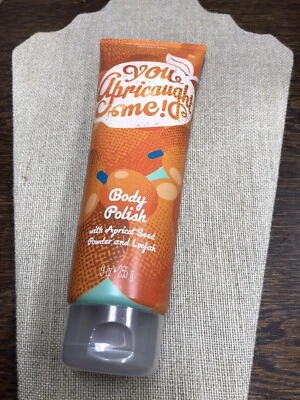 you
Apricaught
me!
Body
Polish
with Apricot Seed
Powder and Loofah